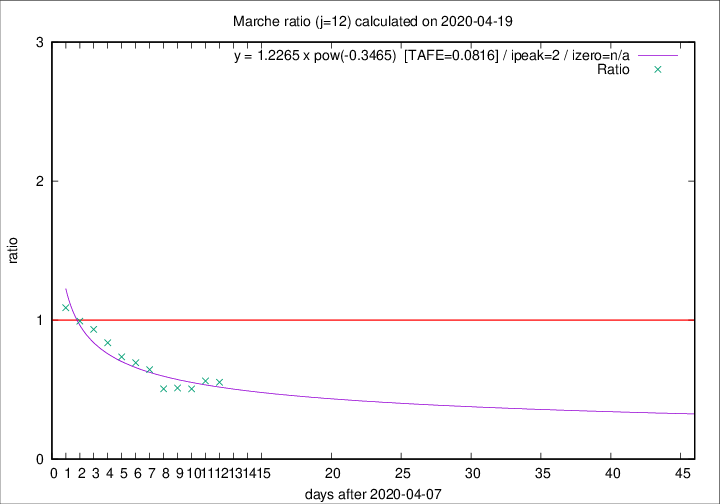 Marche ratio (j=12) calculated on 2020-04-19
y = 1.2265 x pow(-0.3465)  [TAFE=0.0816] / ipeak=2 / izero=n/a
Ratio
3
2
1
0
ratio
0 1 2 3 4 5 6 7 8 9 10 11 12 13 14 15 20 25 30 35 40 45
days after 2020-04-07